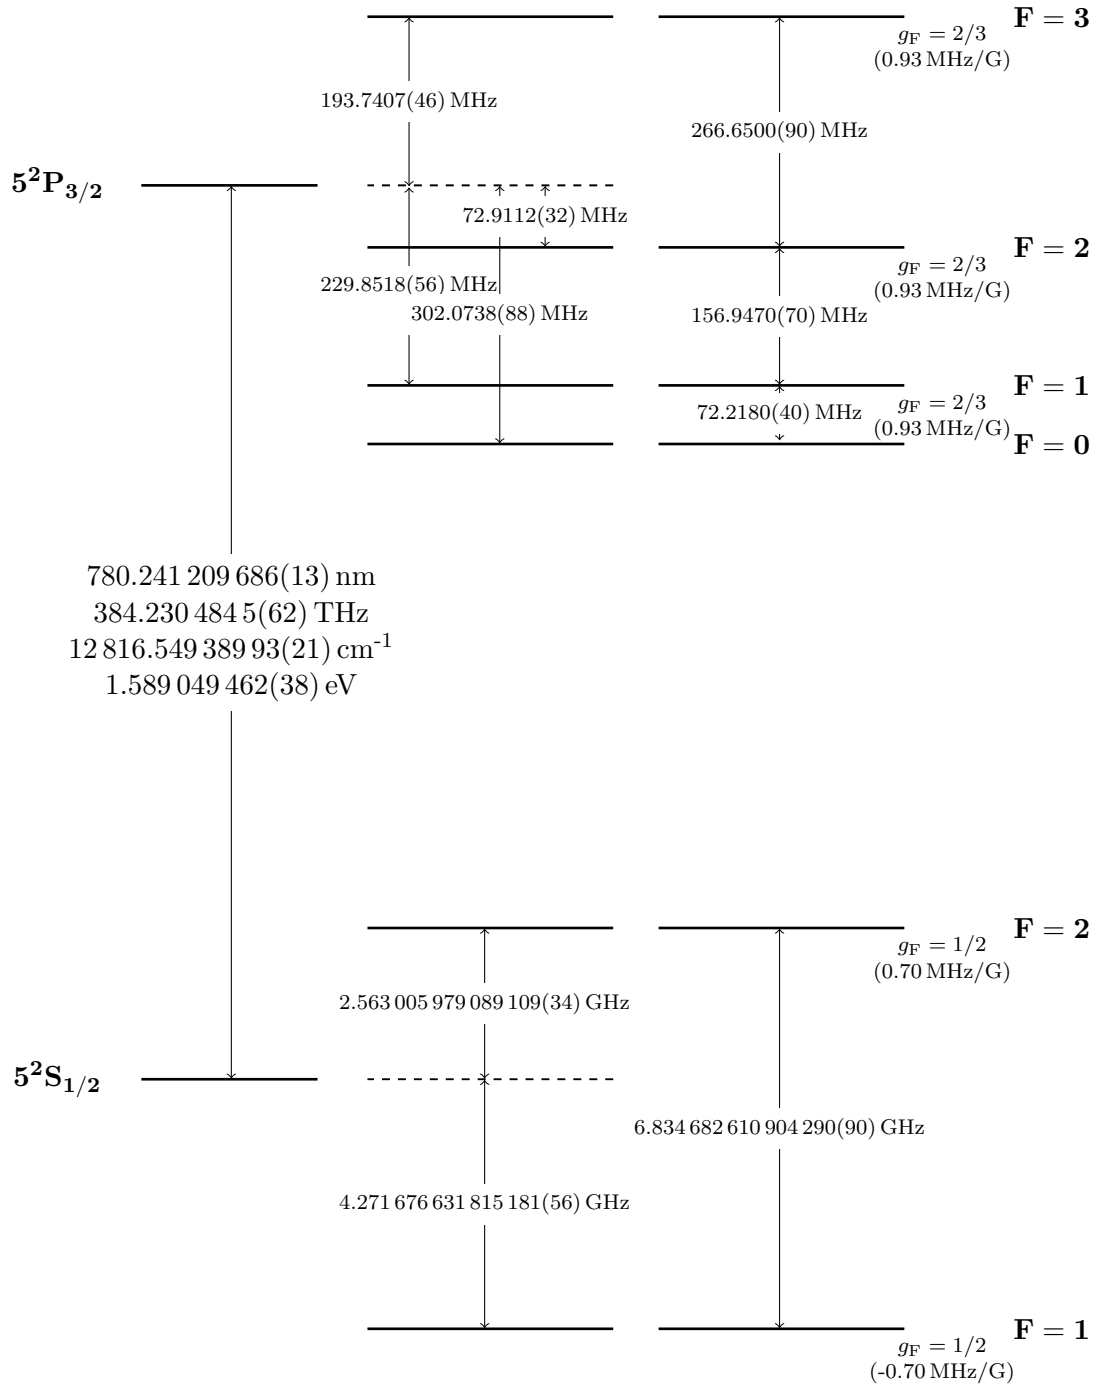 F = 3
g_F = 2/3
(0.93 MHz/G)
193.7407(46) MHz
266.6500(90) MHz
5²P₃/₂
72.9112(32) MHz
F = 2
g_F = 2/3
(0.93 MHz/G)
229.8518(56) MHz
302.0738(88) MHz
156.9470(70) MHz
F = 1
g_F = 2/3
(0.93 MHz/G)
72.2180(40) MHz
F = 0
780.241 209 686(13) nm
384.230 484 5(62) THz
12 816.549 389 93(21) cm⁻¹
1.589 049 462(38) eV
F = 2
g_F = 1/2
(0.70 MHz/G)
2.563 005 979 089 109(34) GHz
5²S₁/₂
6.834 682 610 904 290(90) GHz
4.271 676 631 815 181(56) GHz
F = 1
g_F = 1/2
(-0.70 MHz/G)